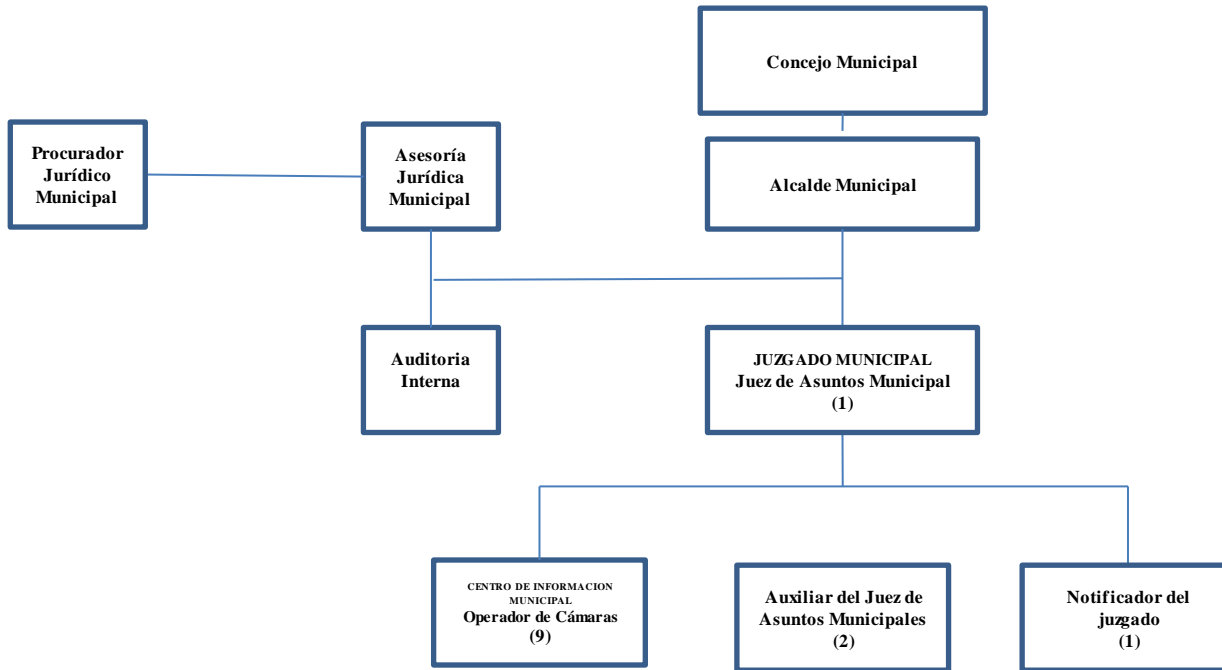 Concejo Municipal
Procurador
Jurídico
Municipal
Asesoría
Jurídica
Municipal
Alcalde Municipal
Auditoria
Interna
JUZGADO MUNICIPAL
Juez de Asuntos Municipal
(1)
CENTRO DE INFORMACION
MUNICIPAL
Operador de Cámaras
(9)
Auxiliar del Juez de
Asuntos Municipales
(2)
Notificador del
juzgado
(1)